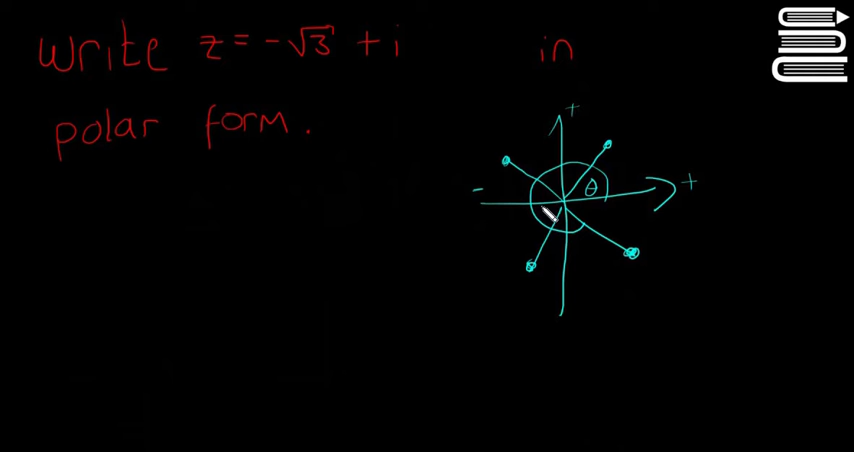 write z = -√3 + i in
polar form.
+
θ
- +